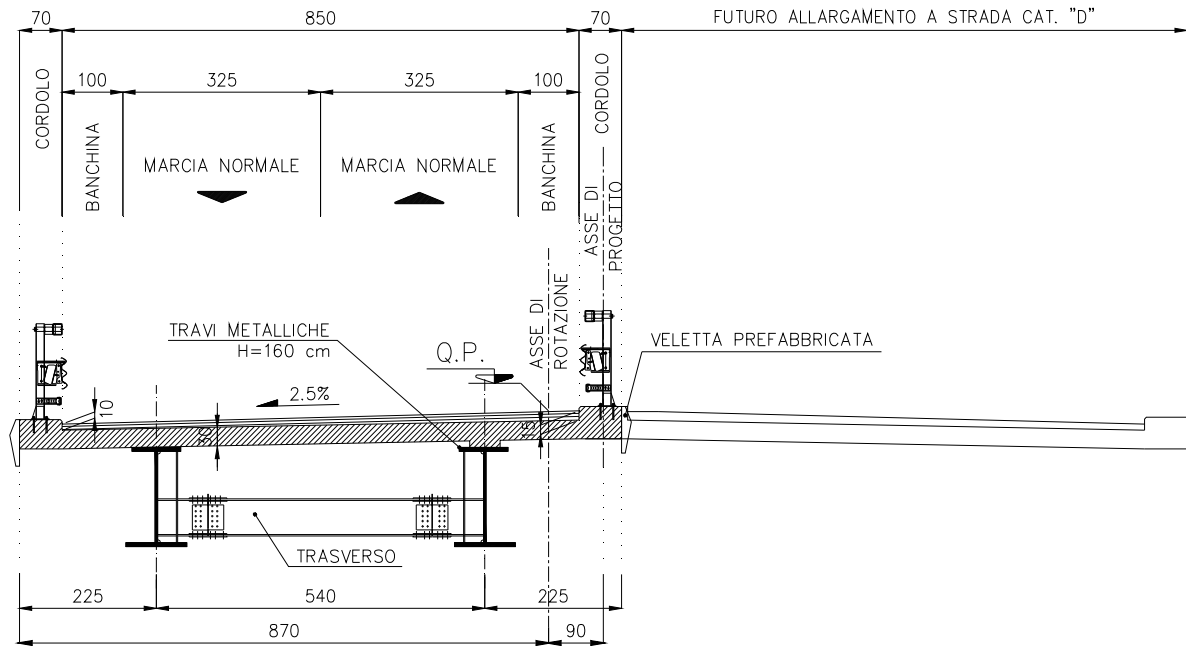 70
850
70
FUTURO ALLARGAMENTO A STRADA CAT. "D"
CORDOLO
100
325
325
100
CORDOLO
BANCHINA
MARCIA NORMALE
MARCIA NORMALE
BANCHINA
ASSE DI
PROGETTO
ASSE DI
ROTAZIONE
TRAVI METALLICHE
H=160 cm
Q.P.
VELETTA PREFABBRICATA
2.5%
10
30
15
TRASVERSO
225
540
225
870
90